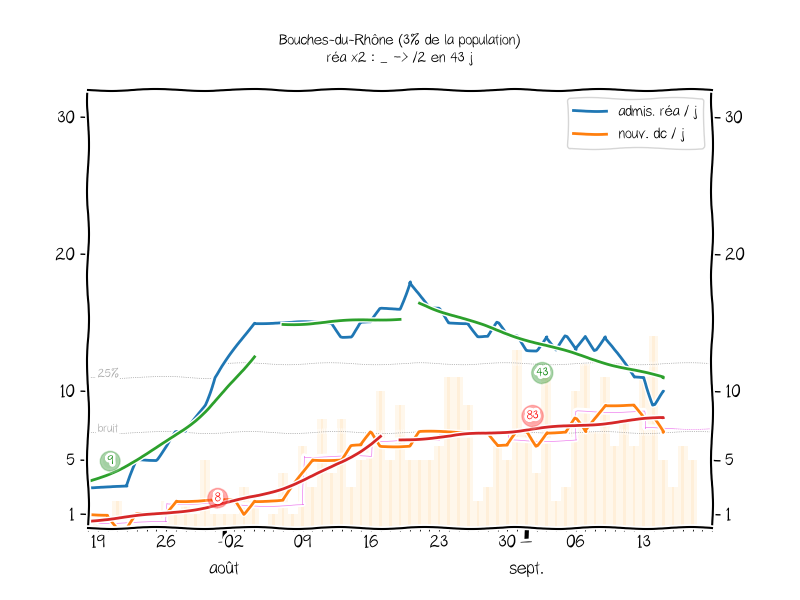 Bouches-du-Rhône (3% de la population)
réa x2 : _ -> /2 en 43 j
admis. réa / j
nouv. dc / j
30
30
20
20
25%
43
10
10
83
bruit
9
5
5
8
1
1
19 26 02 09 16 23 30 06 13
août sept.